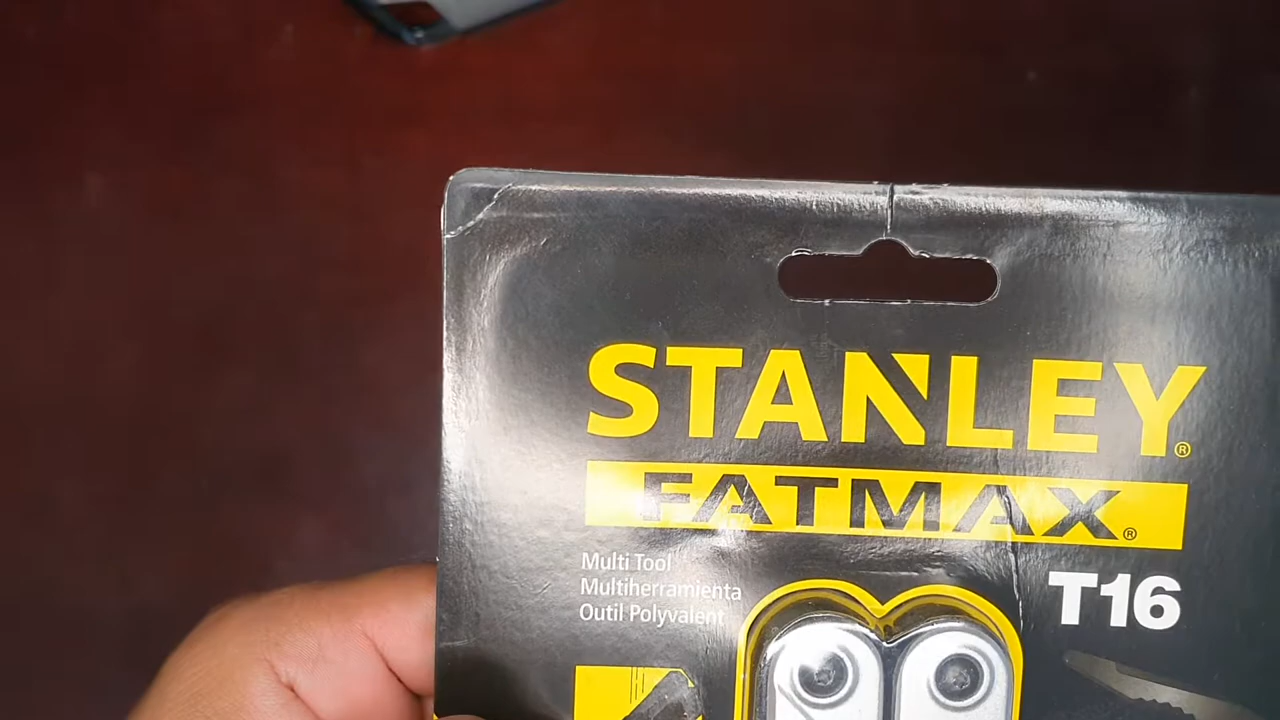 STANLEY®
FATMAX®
Multi Tool
Multiherramienta
Outil Polyvalent
T16